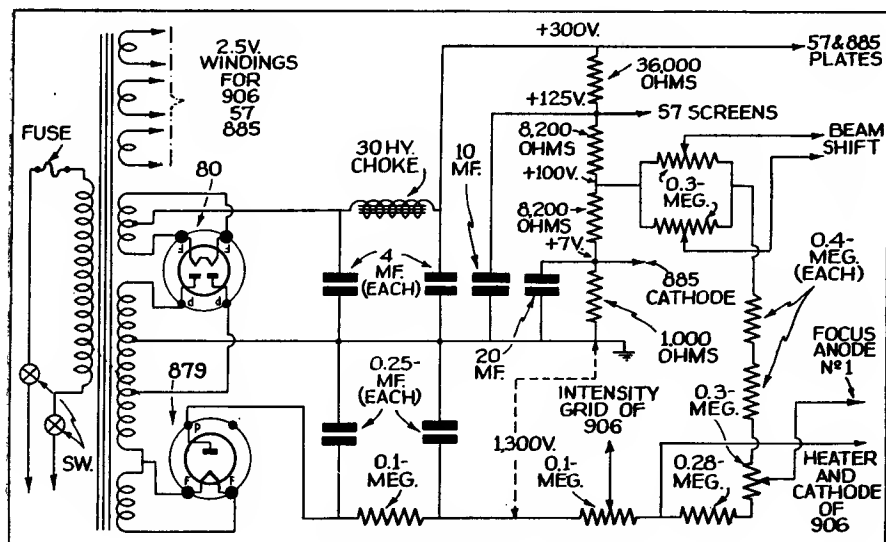 2.5V.
WINDINGS
FOR
906
57
885
FUSE
80
30 HY.
CHOKE
10
MF.
+300V.
36,000
OHMS
+125V.
8,200
OHMS
+100V.
8,200
OHMS
+7V.
57 & 885
PLATES
57 SCREENS
BEAM
SHIFT
0.3-
MEG.
0.4-
MEG.
(EACH)
4
MF.
(EACH)
885
CATHODE
1,000
OHMS
20
MF.
FOCUS
ANODE
Nº1
F
F
P
P
879
P
F
F
SW.
0.25-
MF.
(EACH)
0.1-
MEG.
INTENSITY
GRID OF
906
1,300V.
0.1-
MEG.
0.3-
MEG.
0.28-
MEG.
HEATER
AND
CATHODE
OF
906